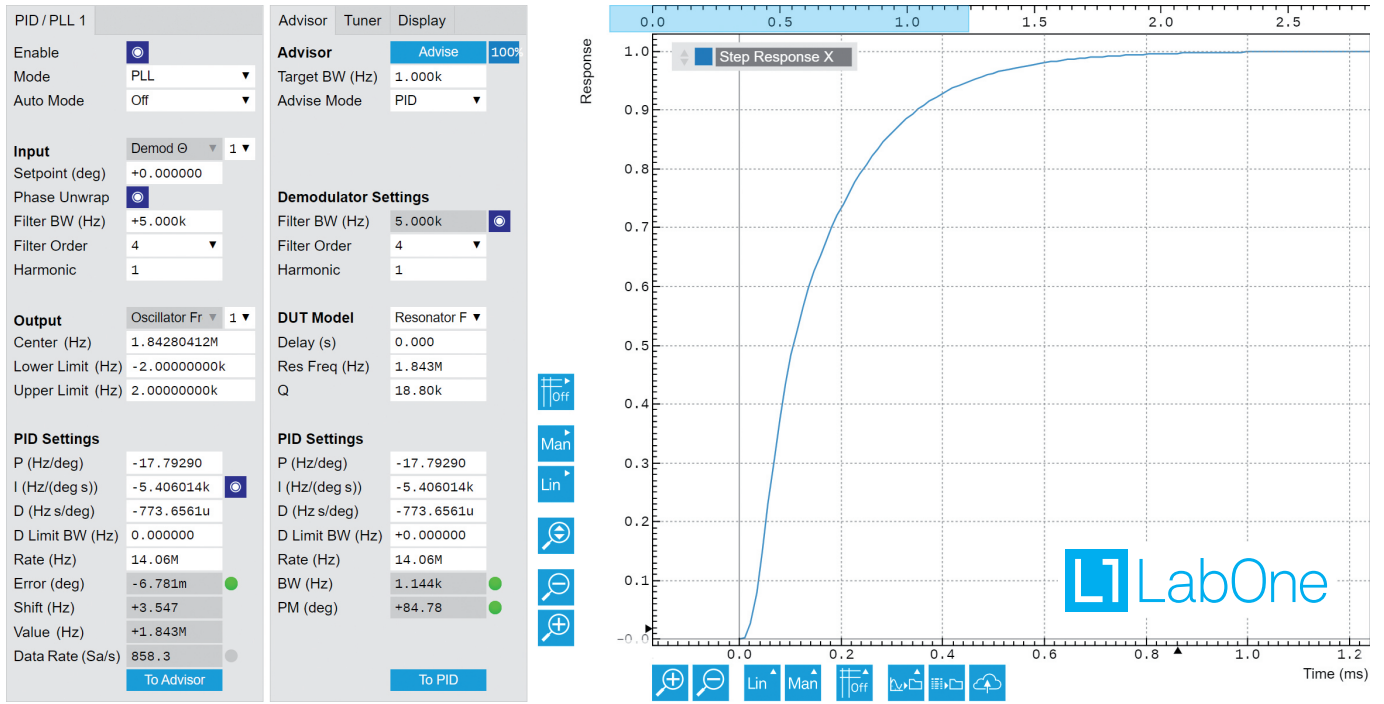 PID / PLL 1
Enable
Mode PLL
Auto Mode Off
Input Demod Θ 1
Setpoint (deg) +0.000000
Phase Unwrap
Filter BW (Hz) +5.000k
Filter Order 4
Harmonic 1
Output Oscillator Fr 1
Center (Hz) 1.84280412M
Lower Limit (Hz) -2.00000000k
Upper Limit (Hz) 2.00000000k
PID Settings
P (Hz/deg) -17.79290
I (Hz/(deg s)) -5.406014k
D (Hz s/deg) -773.6561u
D Limit BW (Hz) 0.000000
Rate (Hz) 14.06M
Error (deg) -6.781m
Shift (Hz) +3.547
Value (Hz) +1.843M
Data Rate (Sa/s) 858.3
To Advisor
Advisor Tuner Display
Advisor Advise 100%
Target BW (Hz) 1.000k
Advise Mode PID
Demodulator Settings
Filter BW (Hz) 5.000k
Filter Order 4
Harmonic 1
DUT Model Resonator F
Delay (s) 0.000
Res Freq (Hz) 1.843M
Q 18.80k
PID Settings
P (Hz/deg) -17.79290
I (Hz/(deg s)) -5.406014k
D (Hz s/deg) -773.6561u
D Limit BW (Hz) +0.000000
Rate (Hz) 14.06M
BW (Hz) 1.144k
PM (deg) +84.78
To PID
Off
Man
Lin
0.0 0.5 1.0 1.5 2.0 2.5
Response
Step Response X
1.0
0.9
0.8
0.7
0.6
0.5
0.4
0.3
0.2
0.1
-0.0
LabOne
0.0 0.2 0.4 0.6 0.8 1.0 1.2
Time (ms)
Lin Man Off